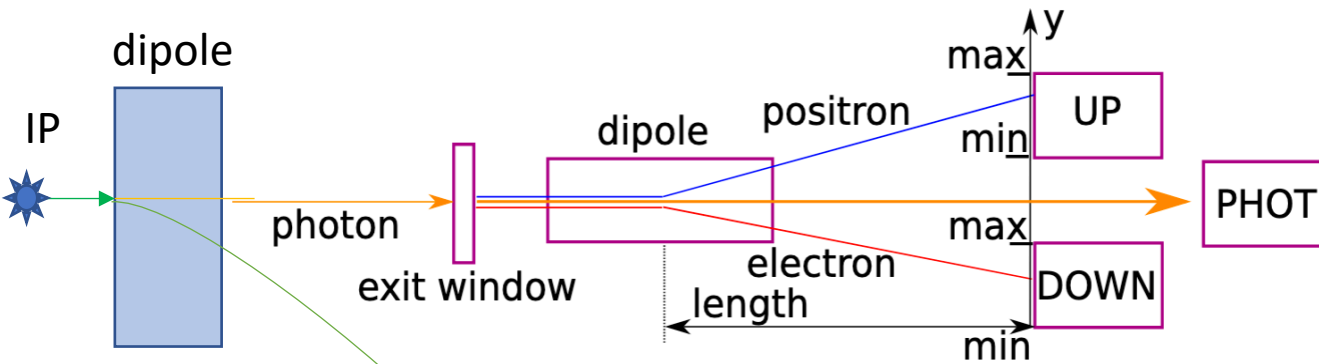 dipole
IP
photon
exit window
dipole
positron
electron
length
y
max
UP
min
PHOT
max
DOWN
min